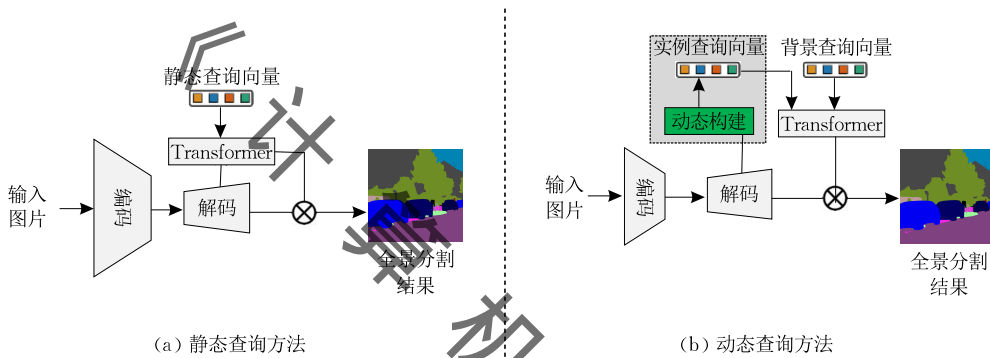 静态查询向量
Transformer
输入
图片
编码
解码
全景分割
结果
(a) 静态查询方法
实例查询向量
背景查询向量
动态构建
Transformer
输入
图片
编码
解码
全景分割
结果
(b) 动态查询方法
《计算机